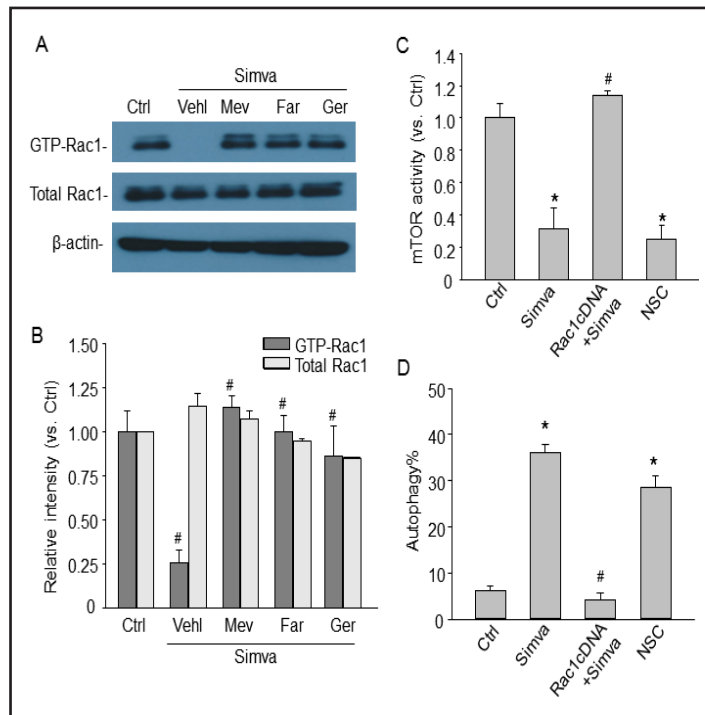 A
Simva
Ctrl Vehl Mev Far Ger
GTP-Rac1-
Total Rac1-
β-actin-
B
GTP-Rac1
Total Rac1
Relative intensity (vs. Ctrl)
1.50
1.25
1.00
0.75
0.50
0.25
0
#
#
#
#
Ctrl Vehl Mev Far Ger
Simva
C
mTOR activity (vs. Ctrl)
1.4
1.2
1.0
0.8
0.6
0.4
0.2
0
*
#
*
Ctrl
Simva
Rac1cDNA
+Simva
NSC
D
Autophagy%
50
40
30
20
10
0
*
#
*
Ctrl
Simva
Rac1cDNA
+Simva
NSC